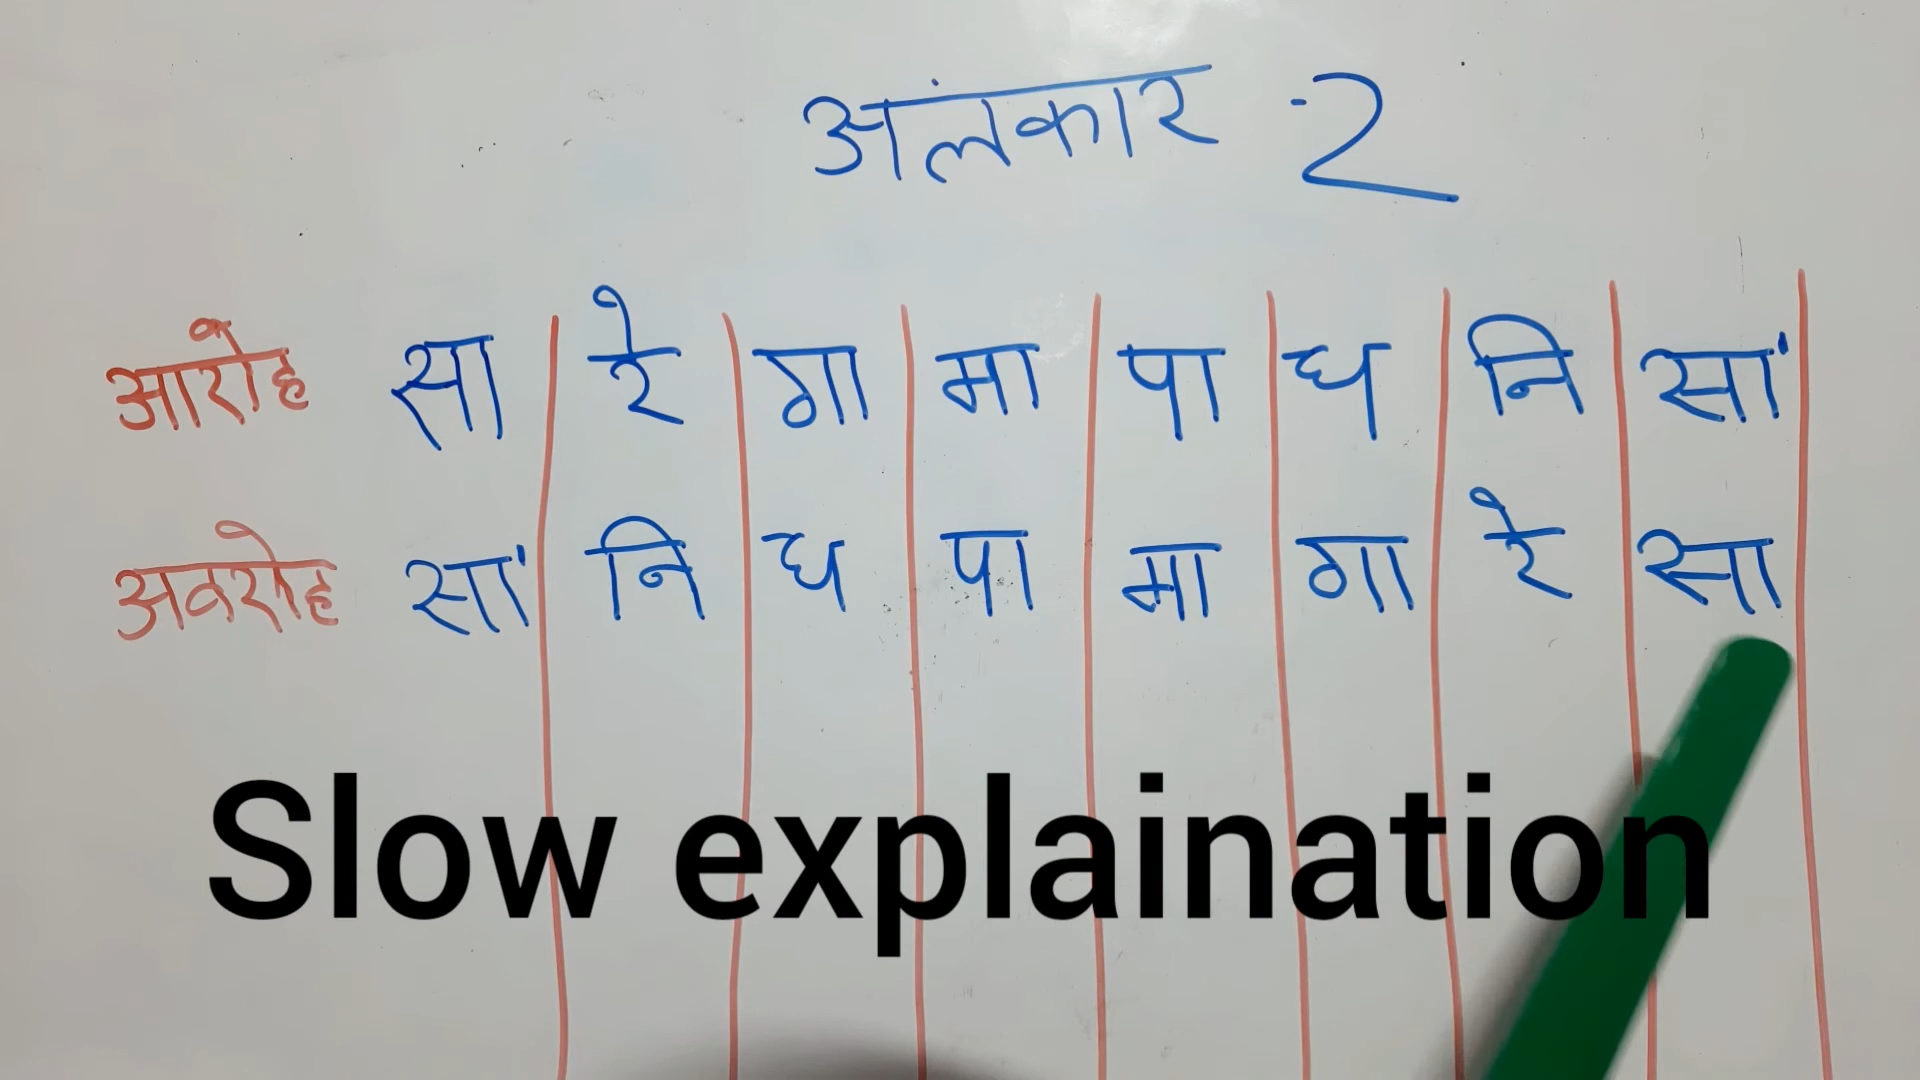 अलंकार - 2
आरोह सा रे गा मा पा ध नि सां
अवरोह सां नि ध पा मा गा रे सा
Slow explaination